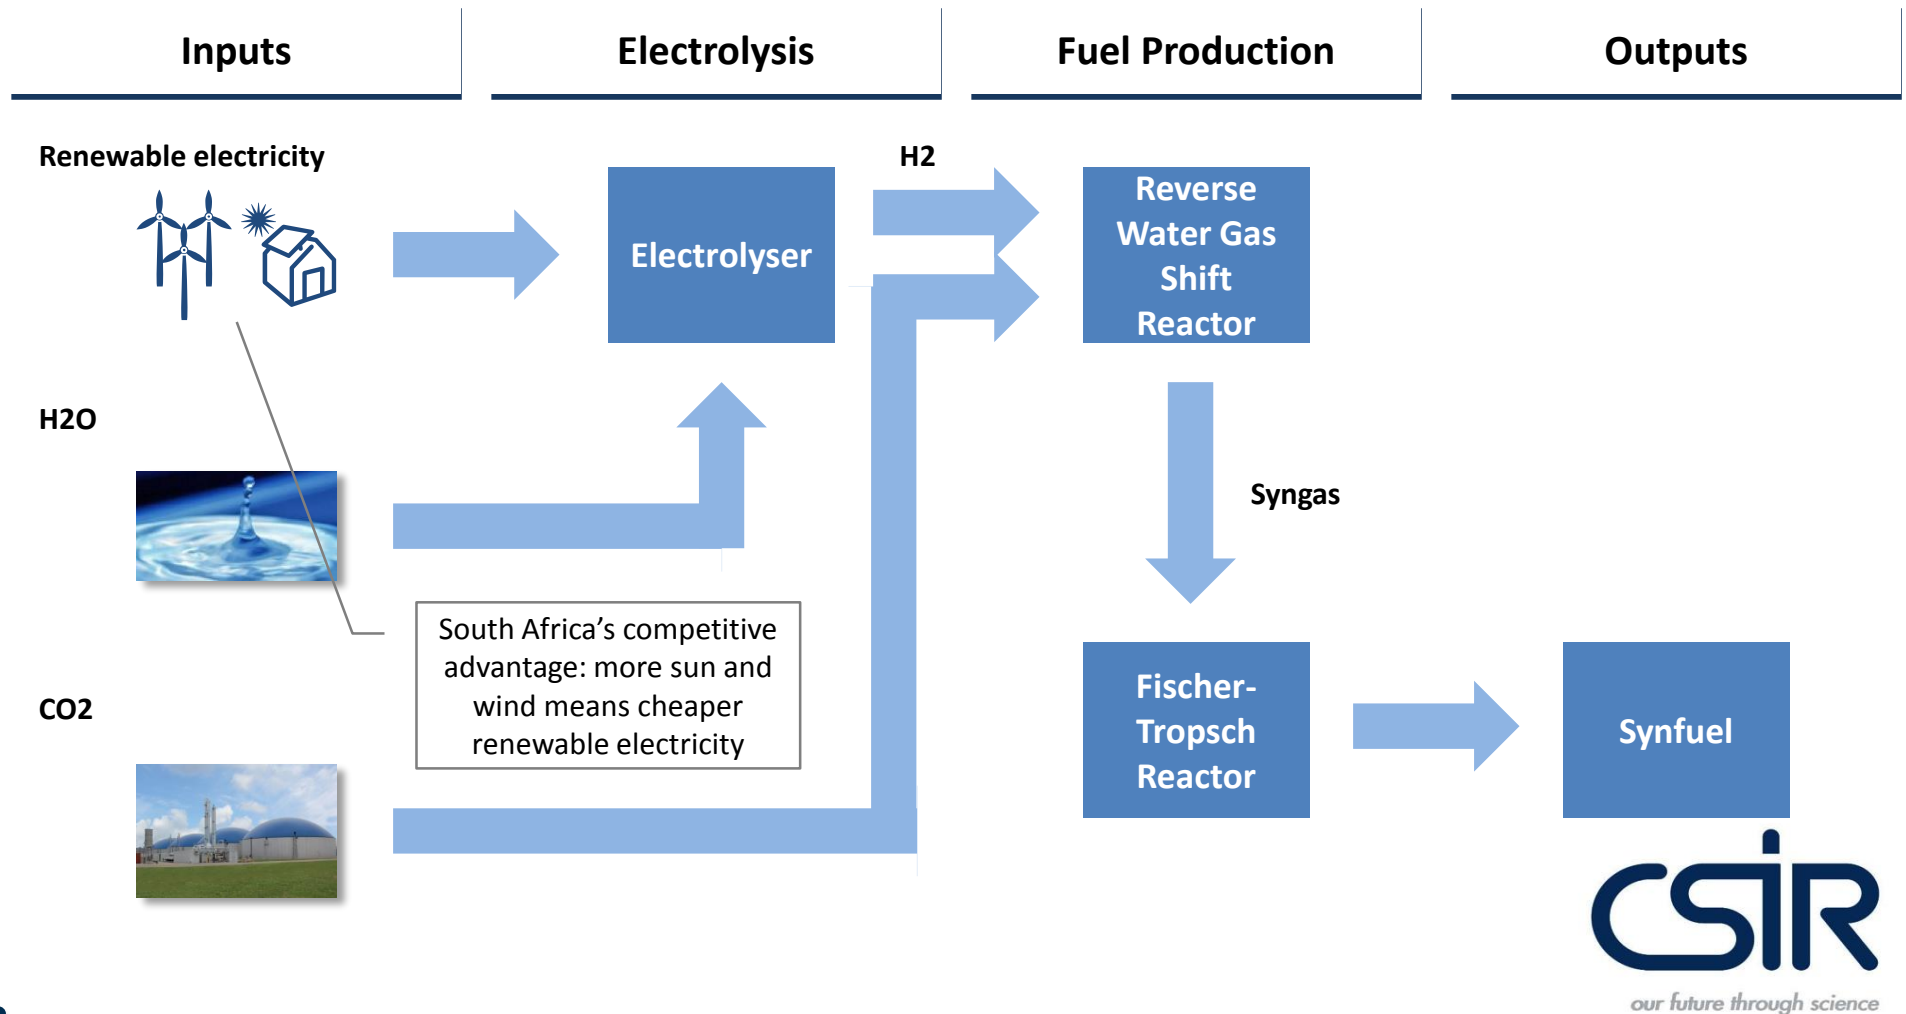 Inputs
Electrolysis
Fuel Production
Outputs
Renewable electricity
H2
Electrolyser
Reverse
Water Gas
Shift
Reactor
H2O
Syngas
South Africa’s competitive
advantage: more sun and
wind means cheaper
renewable electricity
CO2
Fischer-
Tropsch
Reactor
Synfuel
CSIR
our future through science